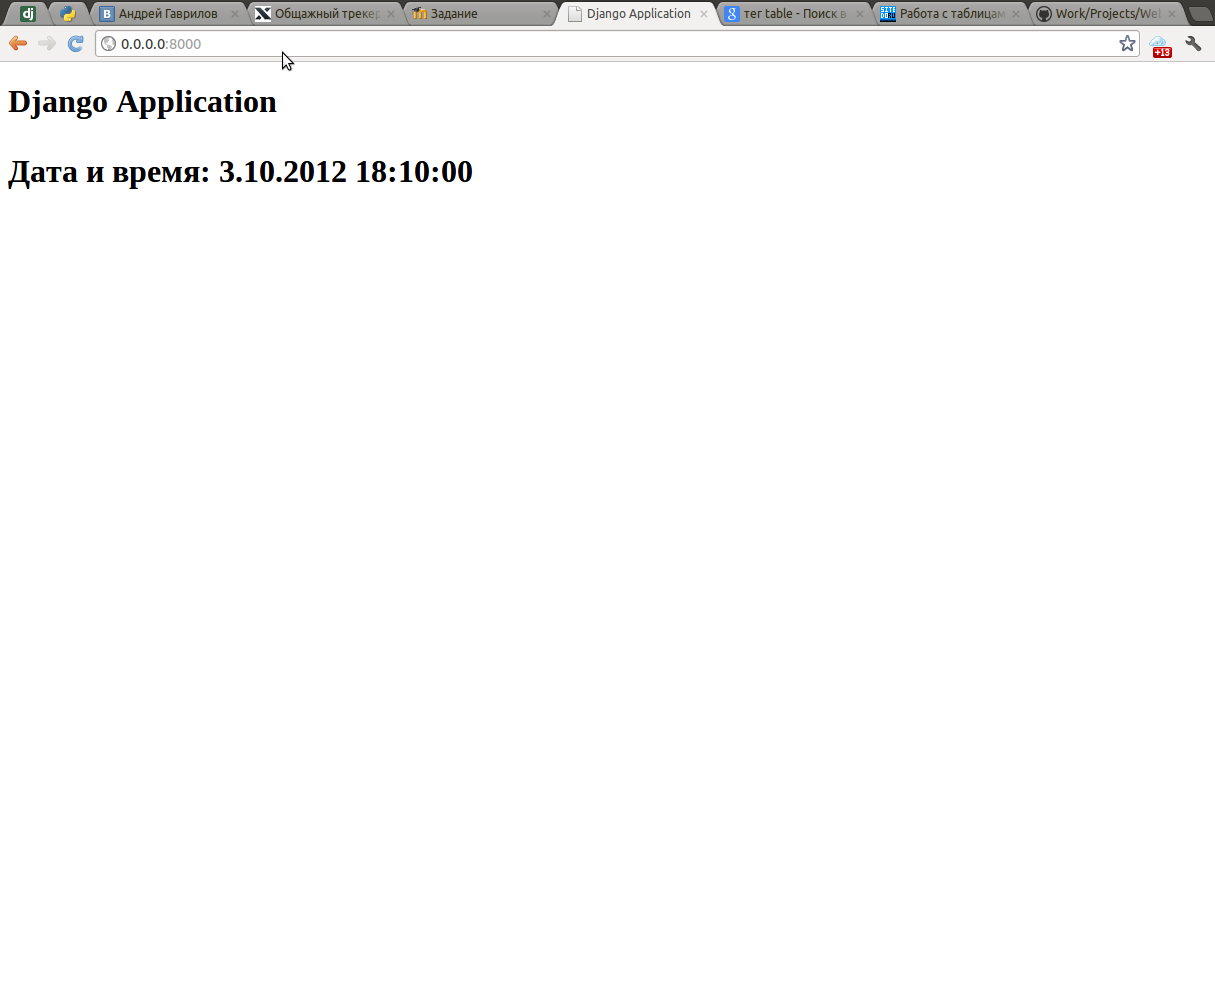 dj Андрей Гаврилов Общажный трекер Задание Django Application тег table - Поиск в Работа с таблицам Work/Projects/Wel
0.0.0.0:8000
+13
Django Application
Дата и время: 3.10.2012 18:10:00